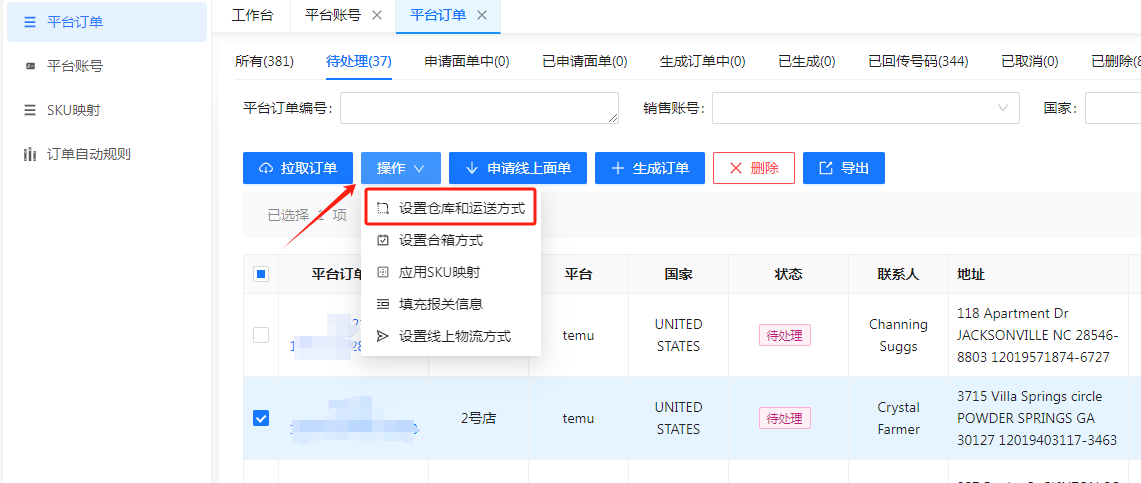 平台订单
平台账号
SKU映射
订单自动规则
工作台 平台账号 平台订单
所有(381) 待处理(37) 申请面单中(0) 已申请面单(0) 生成订单中(0) 已生成(0) 已回传号码(344) 已取消(0) 已删除(
平台订单编号: 销售账号: 国家:
拉取订单 操作 申请线上面单 生成订单 删除 导出
已选择 项
设置仓库和运送方式
设置合箱方式
应用SKU映射
填充报关信息
设置线上物流方式
平台订单 平台 国家 状态 联系人 地址
temu UNITED STATES 待处理 Channing Suggs
118 Apartment Dr
JACKSONVILLE NC 28546-
8803 12019571874-6727
2号店 temu UNITED STATES 待处理 Crystal Farmer
3715 Villa Springs circle
POWDER SPRINGS GA
30127 12019403117-3463